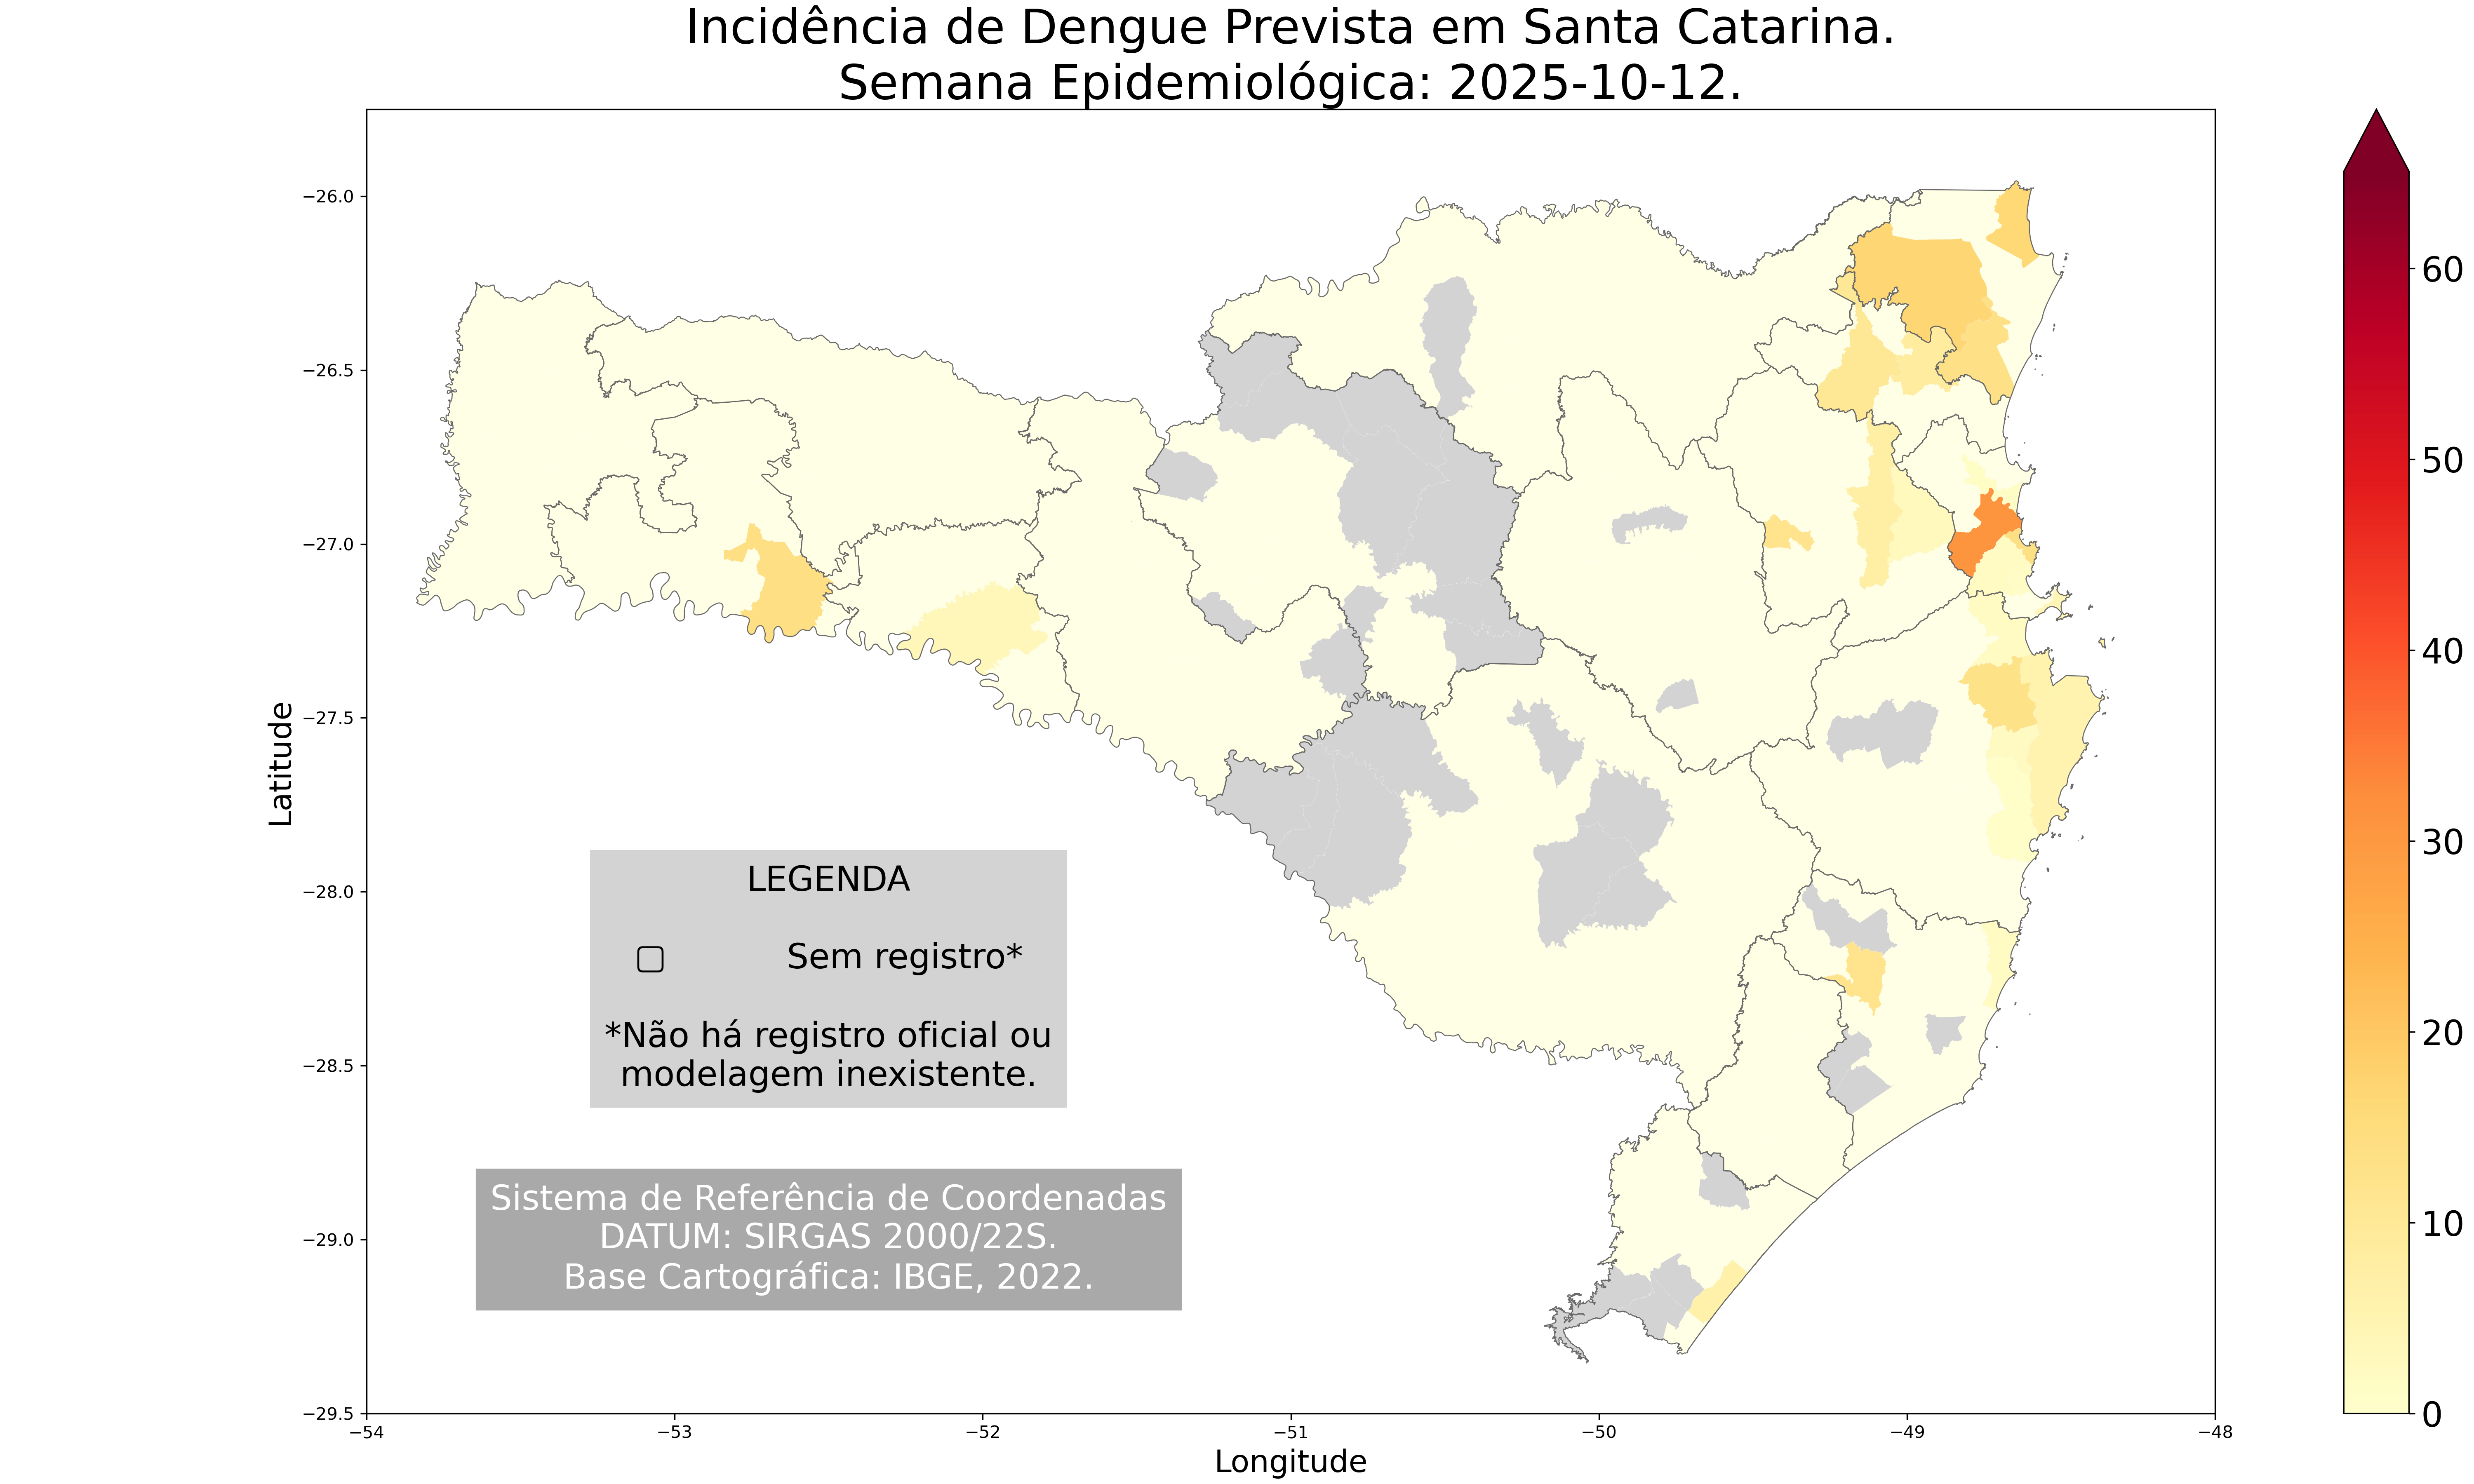 Incidência de Dengue Prevista em Santa Catarina.
Semana Epidemiológica: 2025-10-12.
−26.0
−26.5
−27.0
−27.5
−28.0
−28.5
−29.0
−29.5
Latitude
−54
−53
−52
−51
−50
−49
−48
Longitude
LEGENDA
Sem registro*
*Não há registro oficial ou
modelagem inexistente.
Sistema de Referência de Coordenadas
DATUM: SIRGAS 2000/22S.
Base Cartográfica: IBGE, 2022.
60
50
40
30
20
10
0